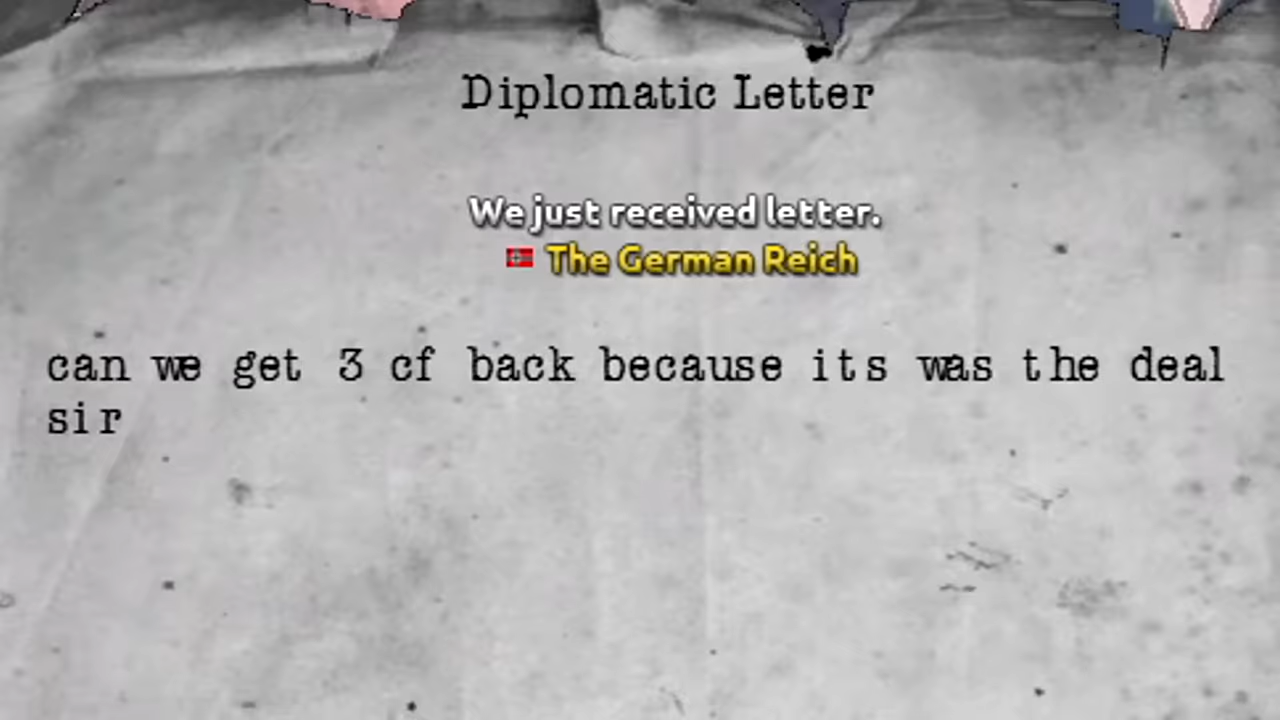 Diplomatic Letter
We just received letter.
The German Reich
can we get 3 cf back because its was the deal
sir